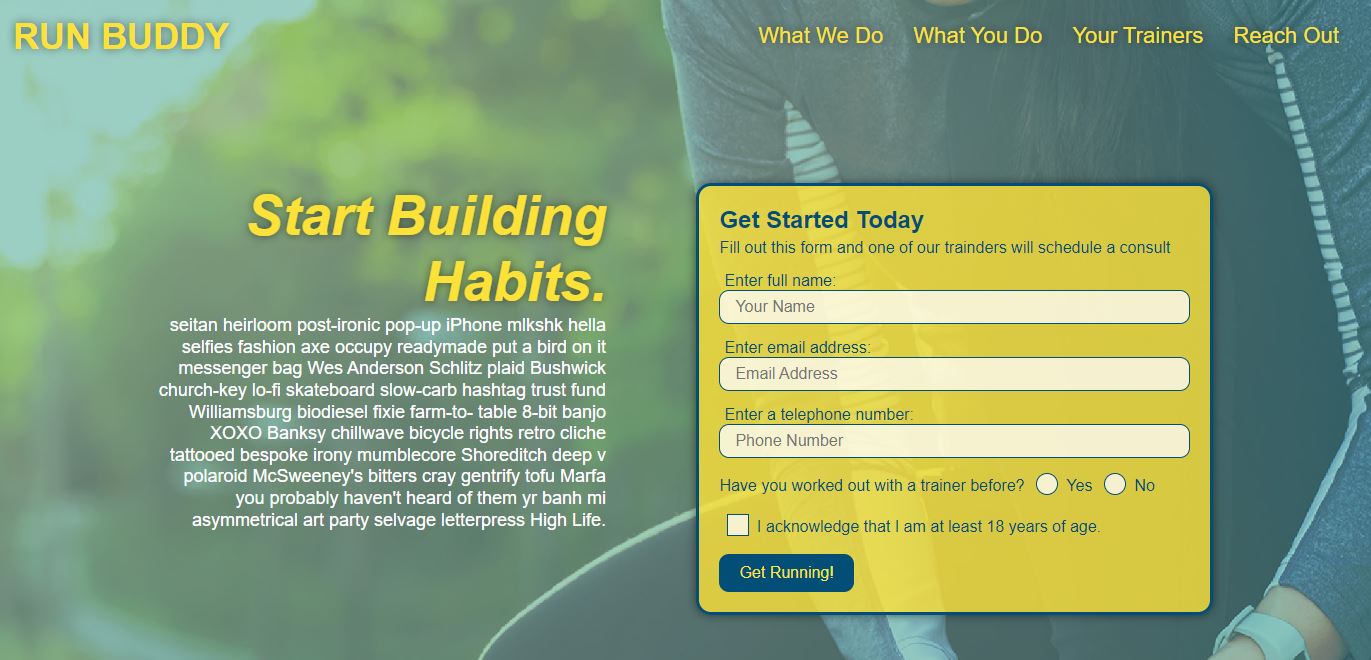 RUN BUDDY
What We Do What You Do Your Trainers Reach Out
Start Building
Habits.
seitan heirloom post-ironic pop-up iPhone mlkshk hella
selfies fashion axe occupy readymade put a bird on it
messenger bag Wes Anderson Schlitz plaid Bushwick
church-key lo-fi skateboard slow-carb hashtag trust fund
Williamsburg biodiesel fixie farm-to- table 8-bit banjo
XOXO Banksy chillwave bicycle rights retro cliche
tattooed bespoke irony mumblecore Shoreditch deep v
polaroid McSweeney's bitters cray gentrify tofu Marfa
you probably haven't heard of them yr banh mi
asymmetrical art party selvage letterpress High Life.
Get Started Today
Fill out this form and one of our trainders will schedule a consult
Enter full name:
Your Name
Enter email address:
Email Address
Enter a telephone number:
Phone Number
Have you worked out with a trainer before? Yes No
I acknowledge that I am at least 18 years of age.
Get Running!